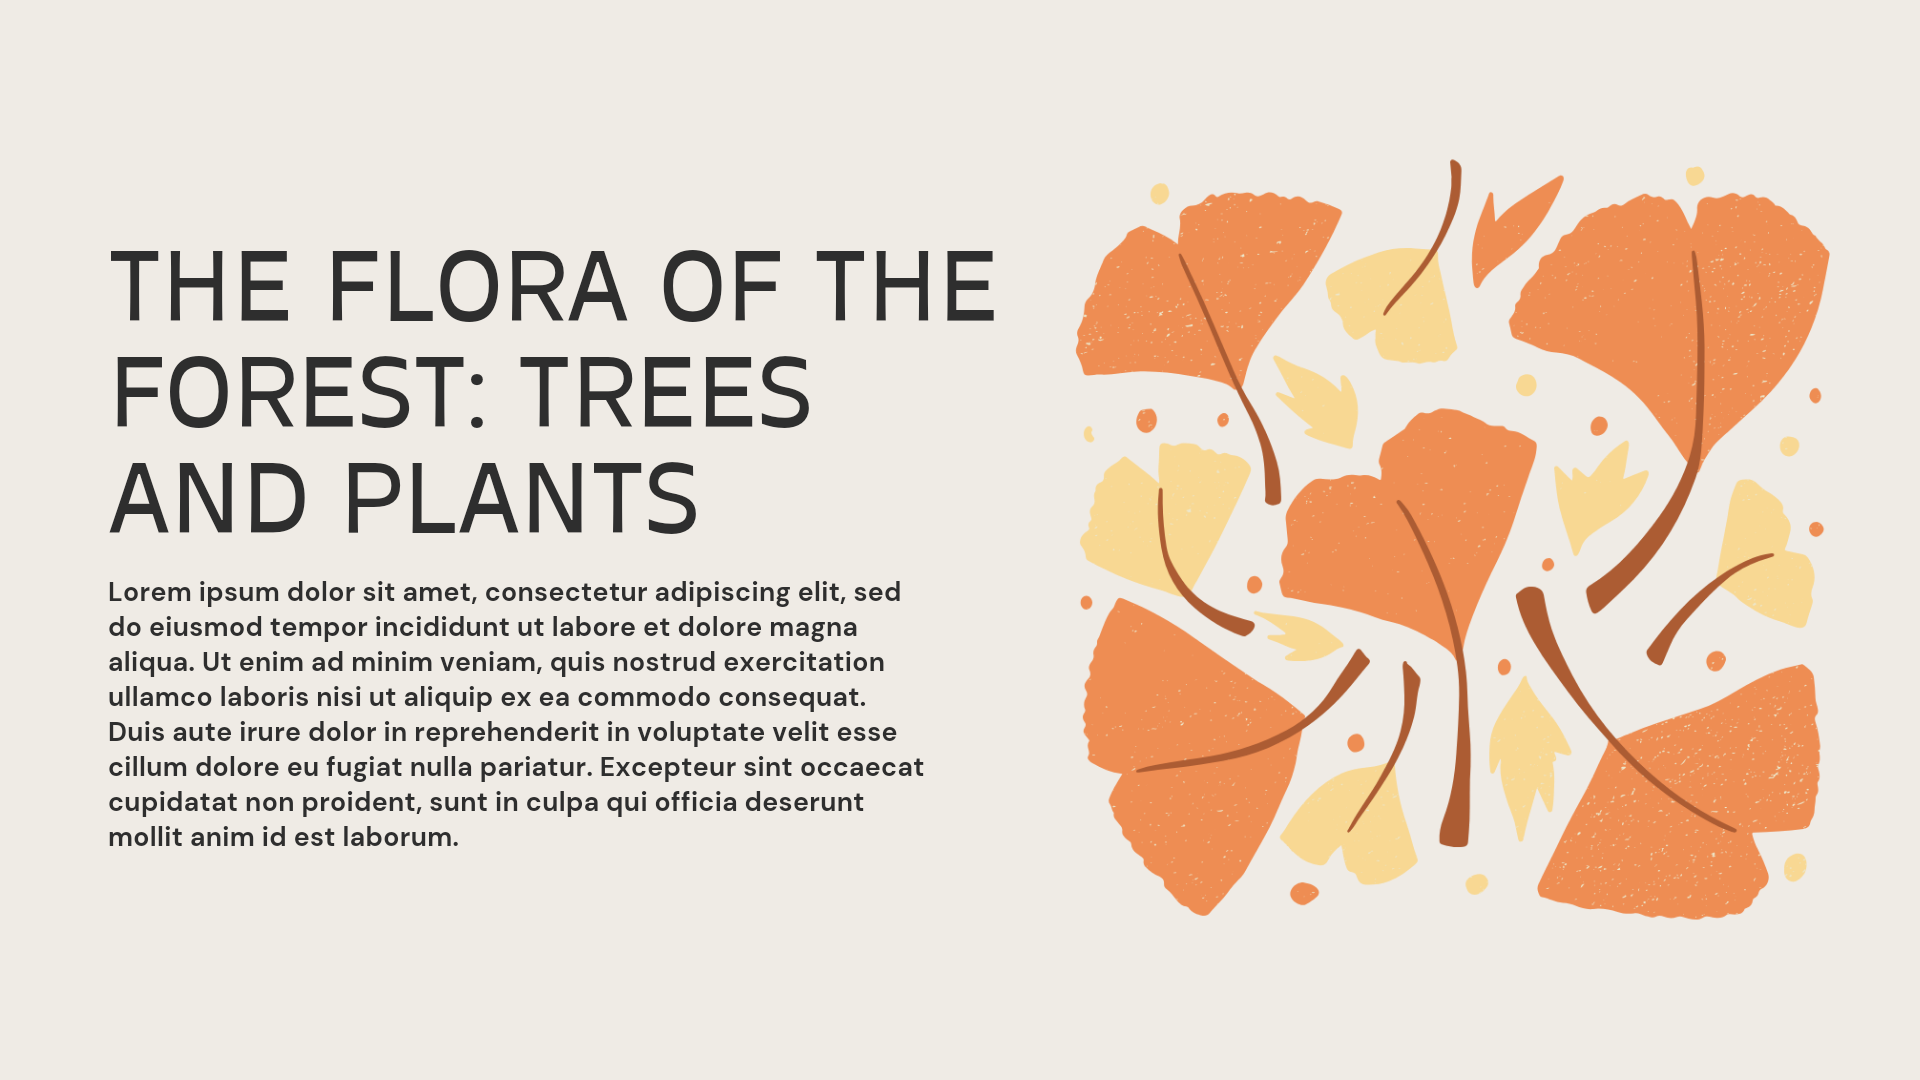 THE FLORA OF THE
FOREST: TREES
AND PLANTS
Lorem ipsum dolor sit amet, consectetur adipiscing elit, sed
do eiusmod tempor incididunt ut labore et dolore magna
aliqua. Ut enim ad minim veniam, quis nostrud exercitation
ullamco laboris nisi ut aliquip ex ea commodo consequat.
Duis aute irure dolor in reprehenderit in voluptate velit esse
cillum dolore eu fugiat nulla pariatur. Excepteur sint occaecat
cupidatat non proident, sunt in culpa qui officia deserunt
mollit anim id est laborum.